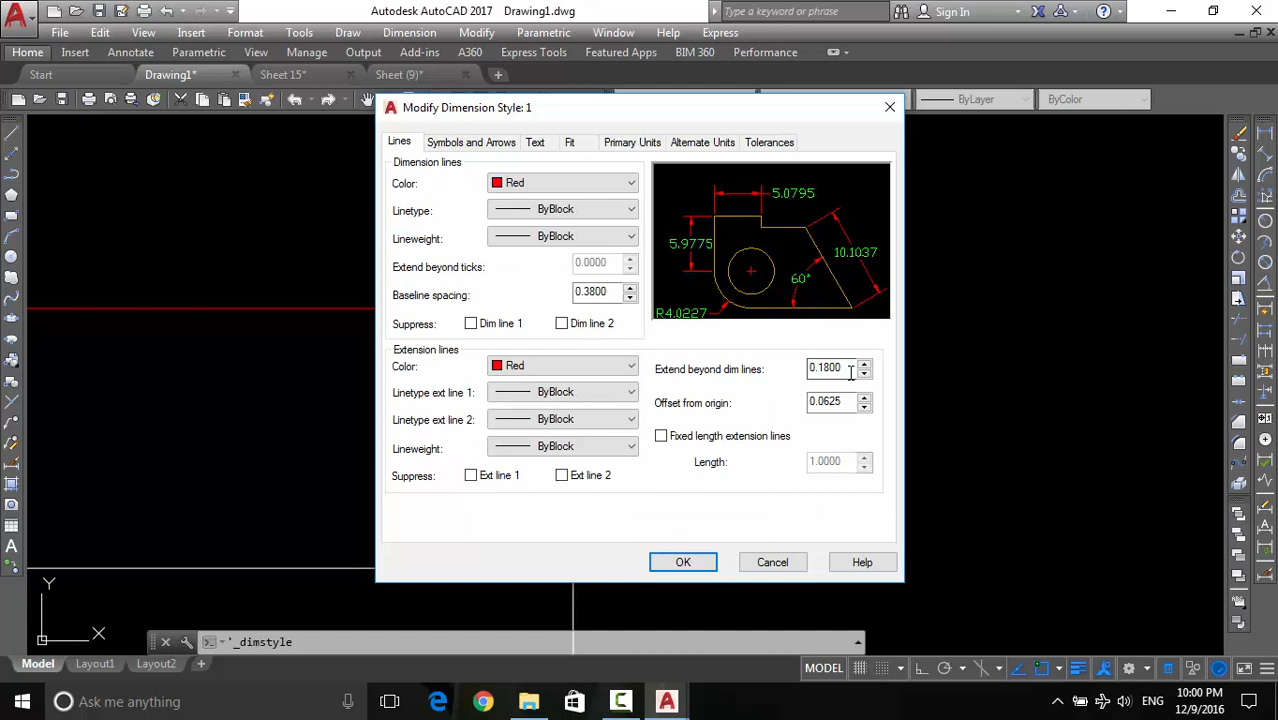 Autodesk AutoCAD 2017 Drawing1.dwg
Type a keyword or phrase
Sign In
File Edit View Insert Format Tools Draw Dimension Modify Parametric Window Help Express
Home Insert Annotate Parametric View Manage Output Add-ins A360 Express Tools Featured Apps BIM 360 Performance
Start Drawing1* Sheet 15* Sheet (9)*
ByLayer ByColor
Modify Dimension Style: 1
Lines Symbols and Arrows Text Fit Primary Units Alternate Units Tolerances
Dimension lines
Color: Red
Linetype: ByBlock
Lineweight: ByBlock
Extend beyond ticks: 0.0000
Baseline spacing: 0.3800
Suppress: Dim line 1 Dim line 2
5.0795
5.9775
10.1037
60°
R4.0227
Extension lines
Color: Red
Linetype ext line 1: ByBlock
Linetype ext line 2: ByBlock
Lineweight: ByBlock
Suppress: Ext line 1 Ext line 2
Extend beyond dim lines: 0.1800
Offset from origin: 0.0625
Fixed length extension lines
Length: 1.0000
OK Cancel Help
Y
X
'_dimstyle
Model Layout1 Layout2 +
MODEL
Ask me anything
ENG
10:00 PM
12/9/2016